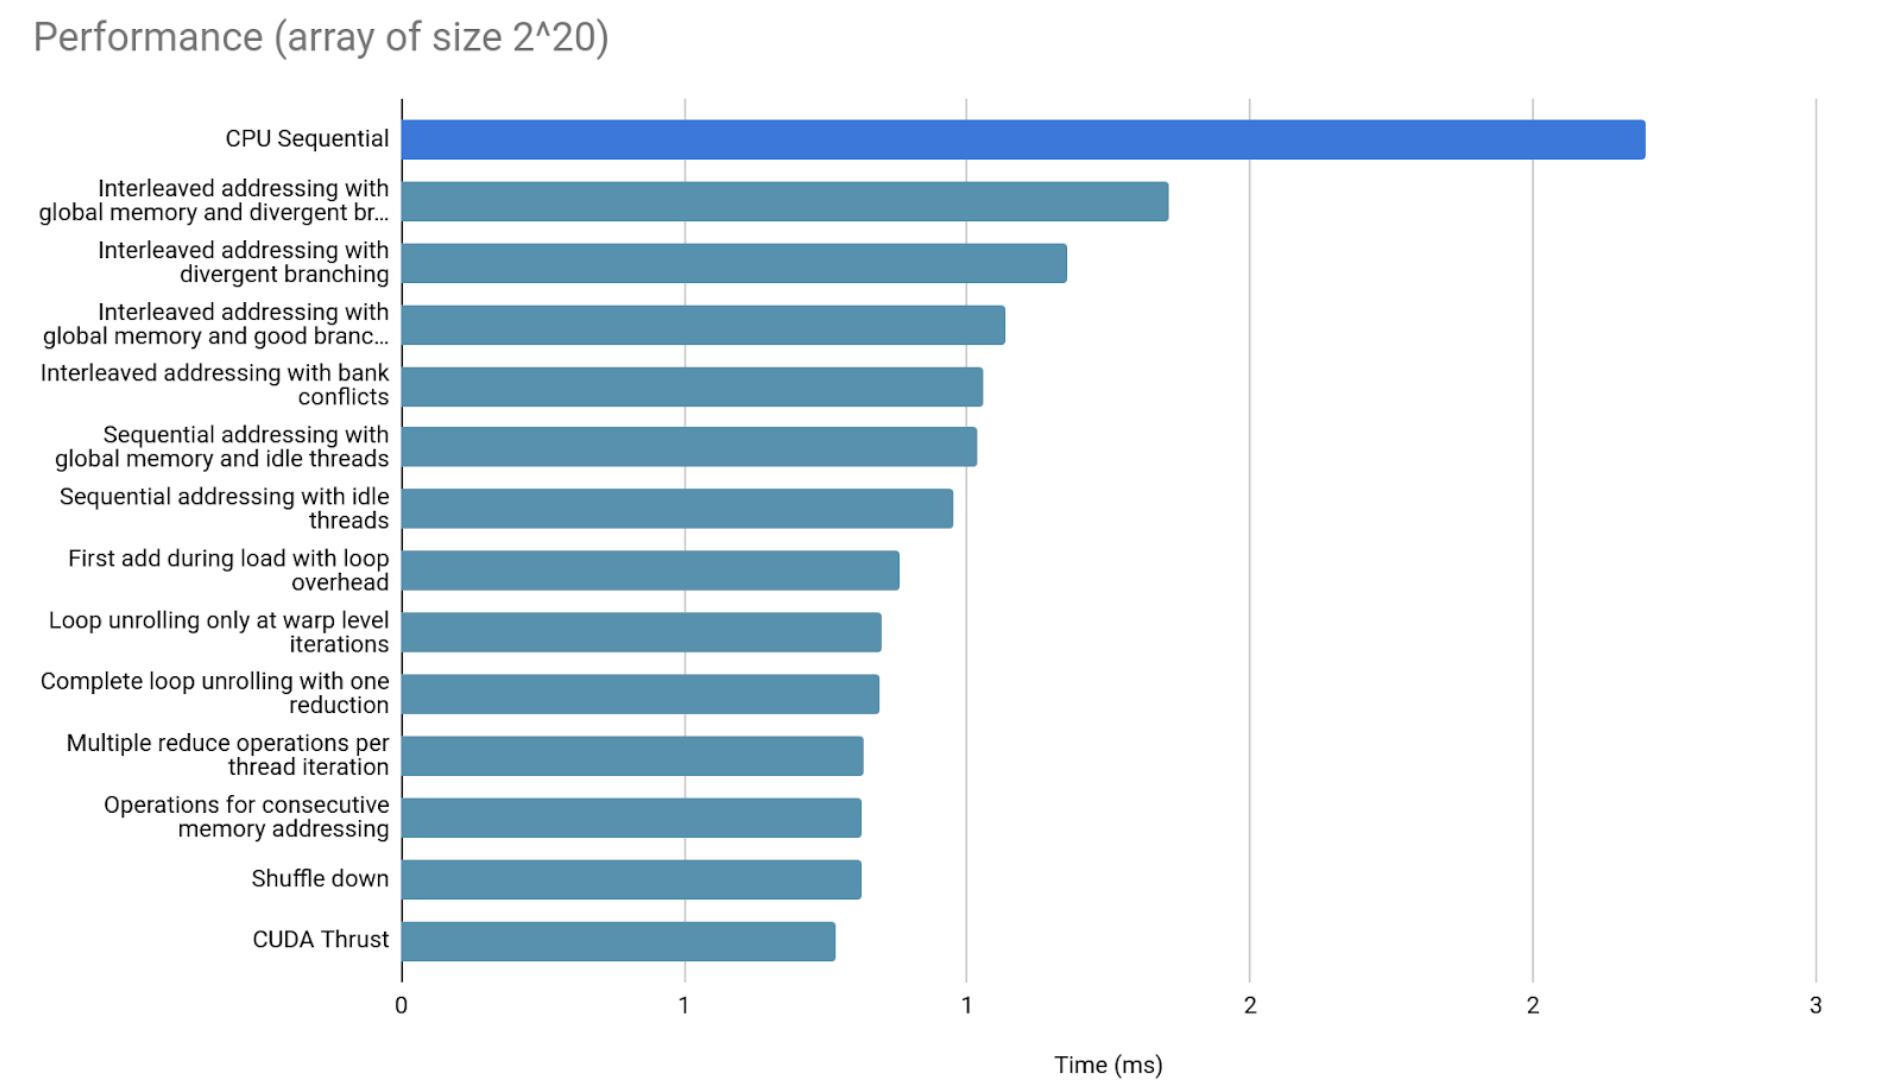 Performance (array of size 2^20)
CPU Sequential
Interleaved addressing with
global memory and divergent br...
Interleaved addressing with
divergent branching
Interleaved addressing with
global memory and good branc...
Interleaved addressing with bank
conflicts
Sequential addressing with
global memory and idle threads
Sequential addressing with idle
threads
First add during load with loop
overhead
Loop unrolling only at warp level
iterations
Complete loop unrolling with one
reduction
Multiple reduce operations per
thread iteration
Operations for consecutive
memory addressing
Shuffle down
CUDA Thrust
0 1 1 2 2 3
Time (ms)